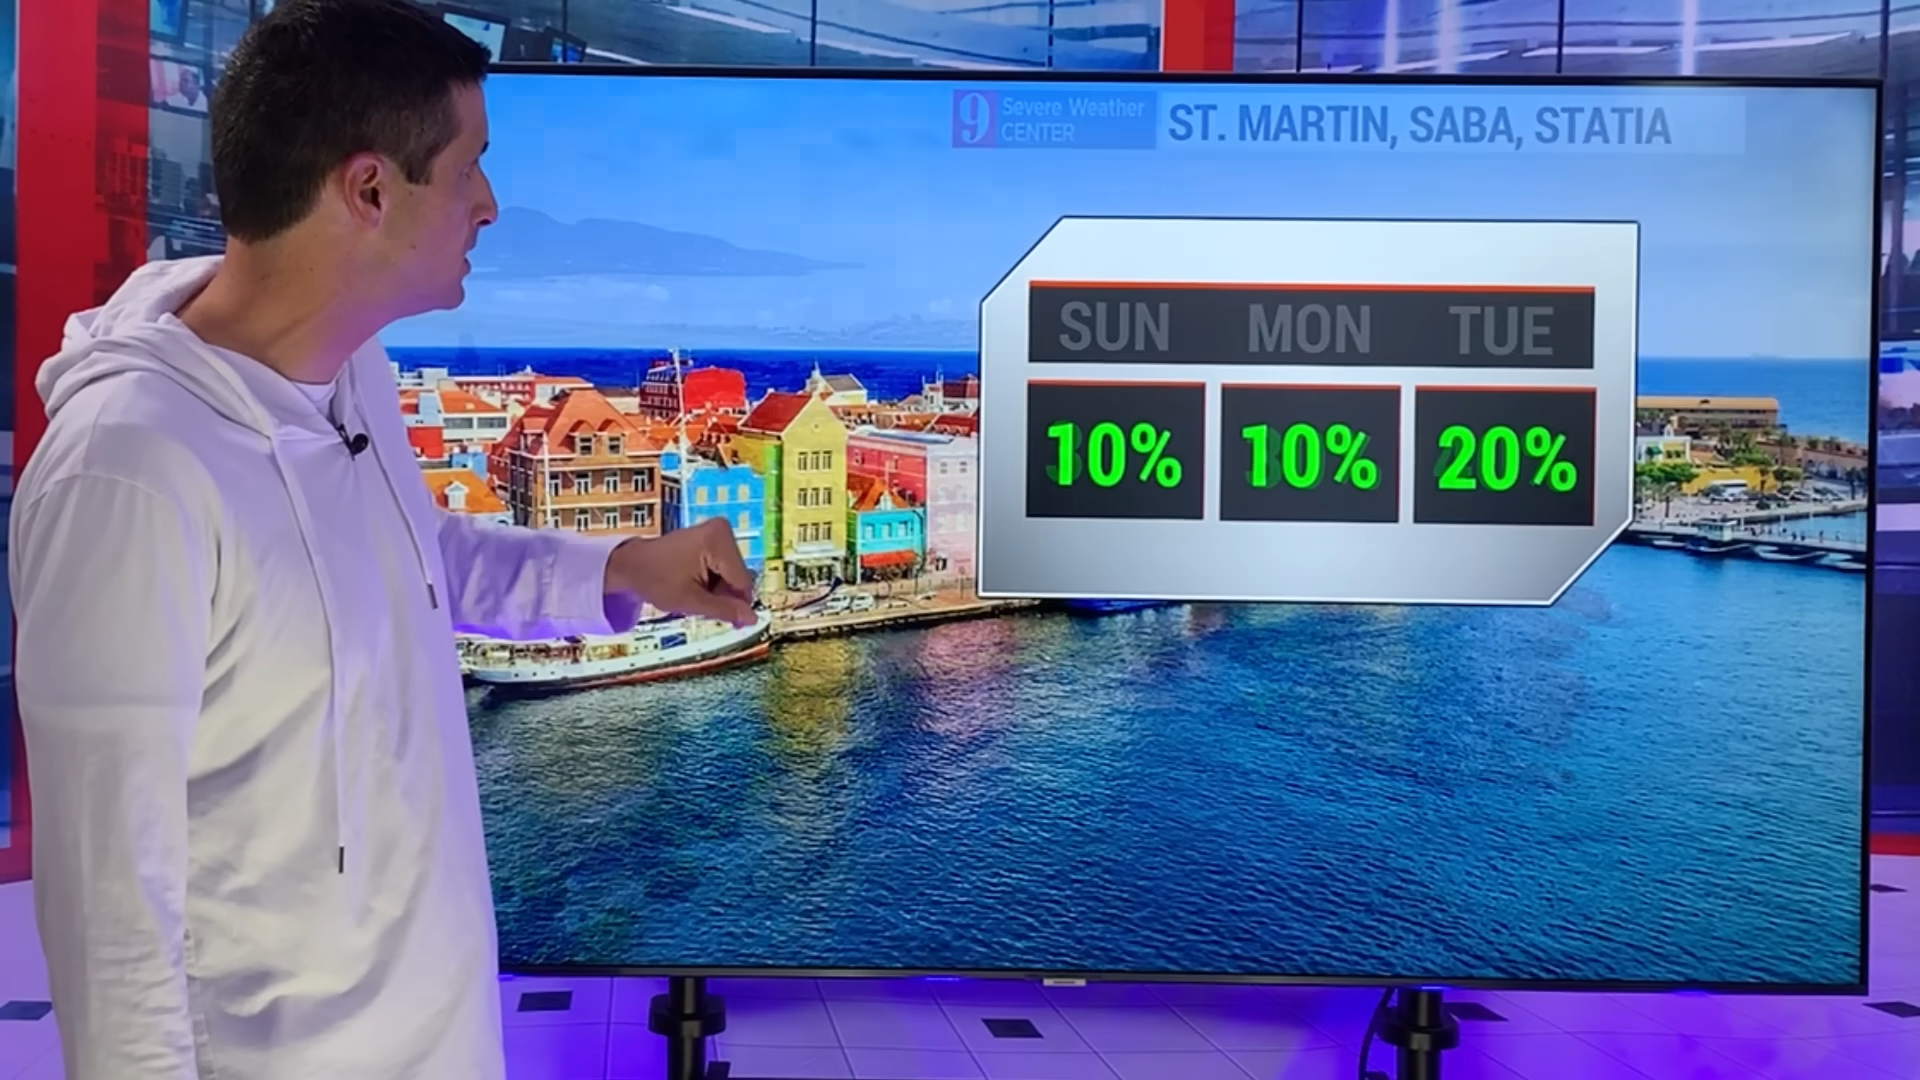 9 Severe Weather
CENTER
ST. MARTIN, SABA, STATIA
SUN MON TUE
10% 10% 20%